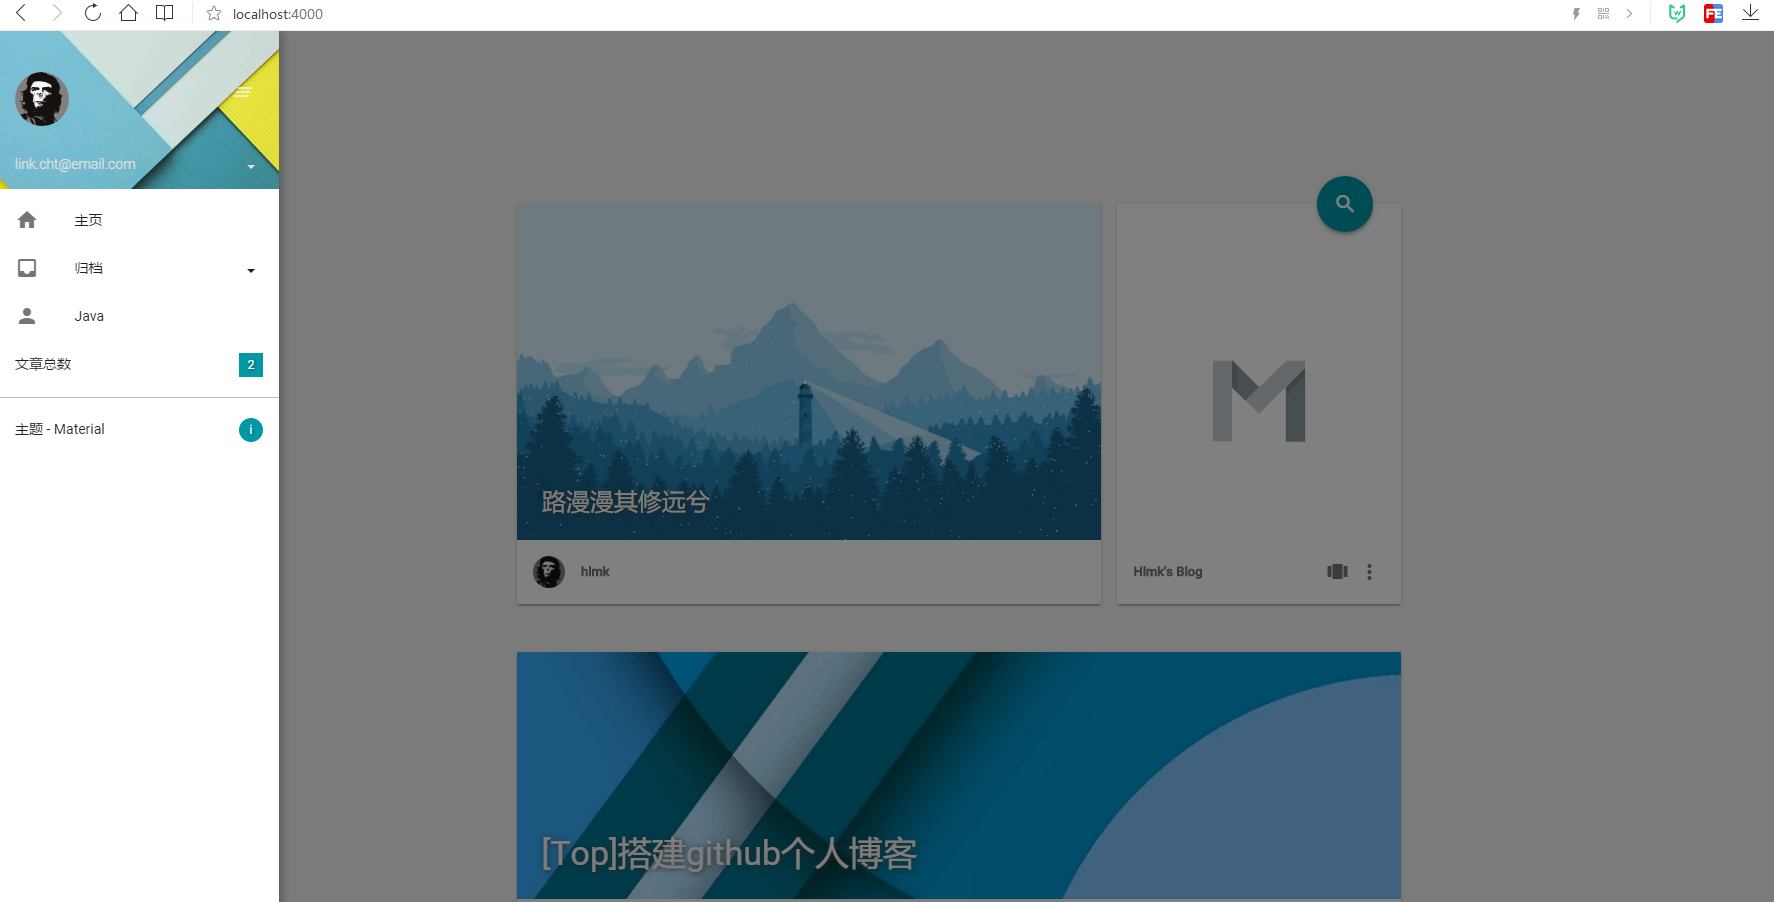 localhost:4000
link.cht@email.com
主页
归档
Java
文章总数
2
主题 - Material
i
路漫漫其修远兮
hlmk
Hlmk's Blog
[Top]搭建github个人博客